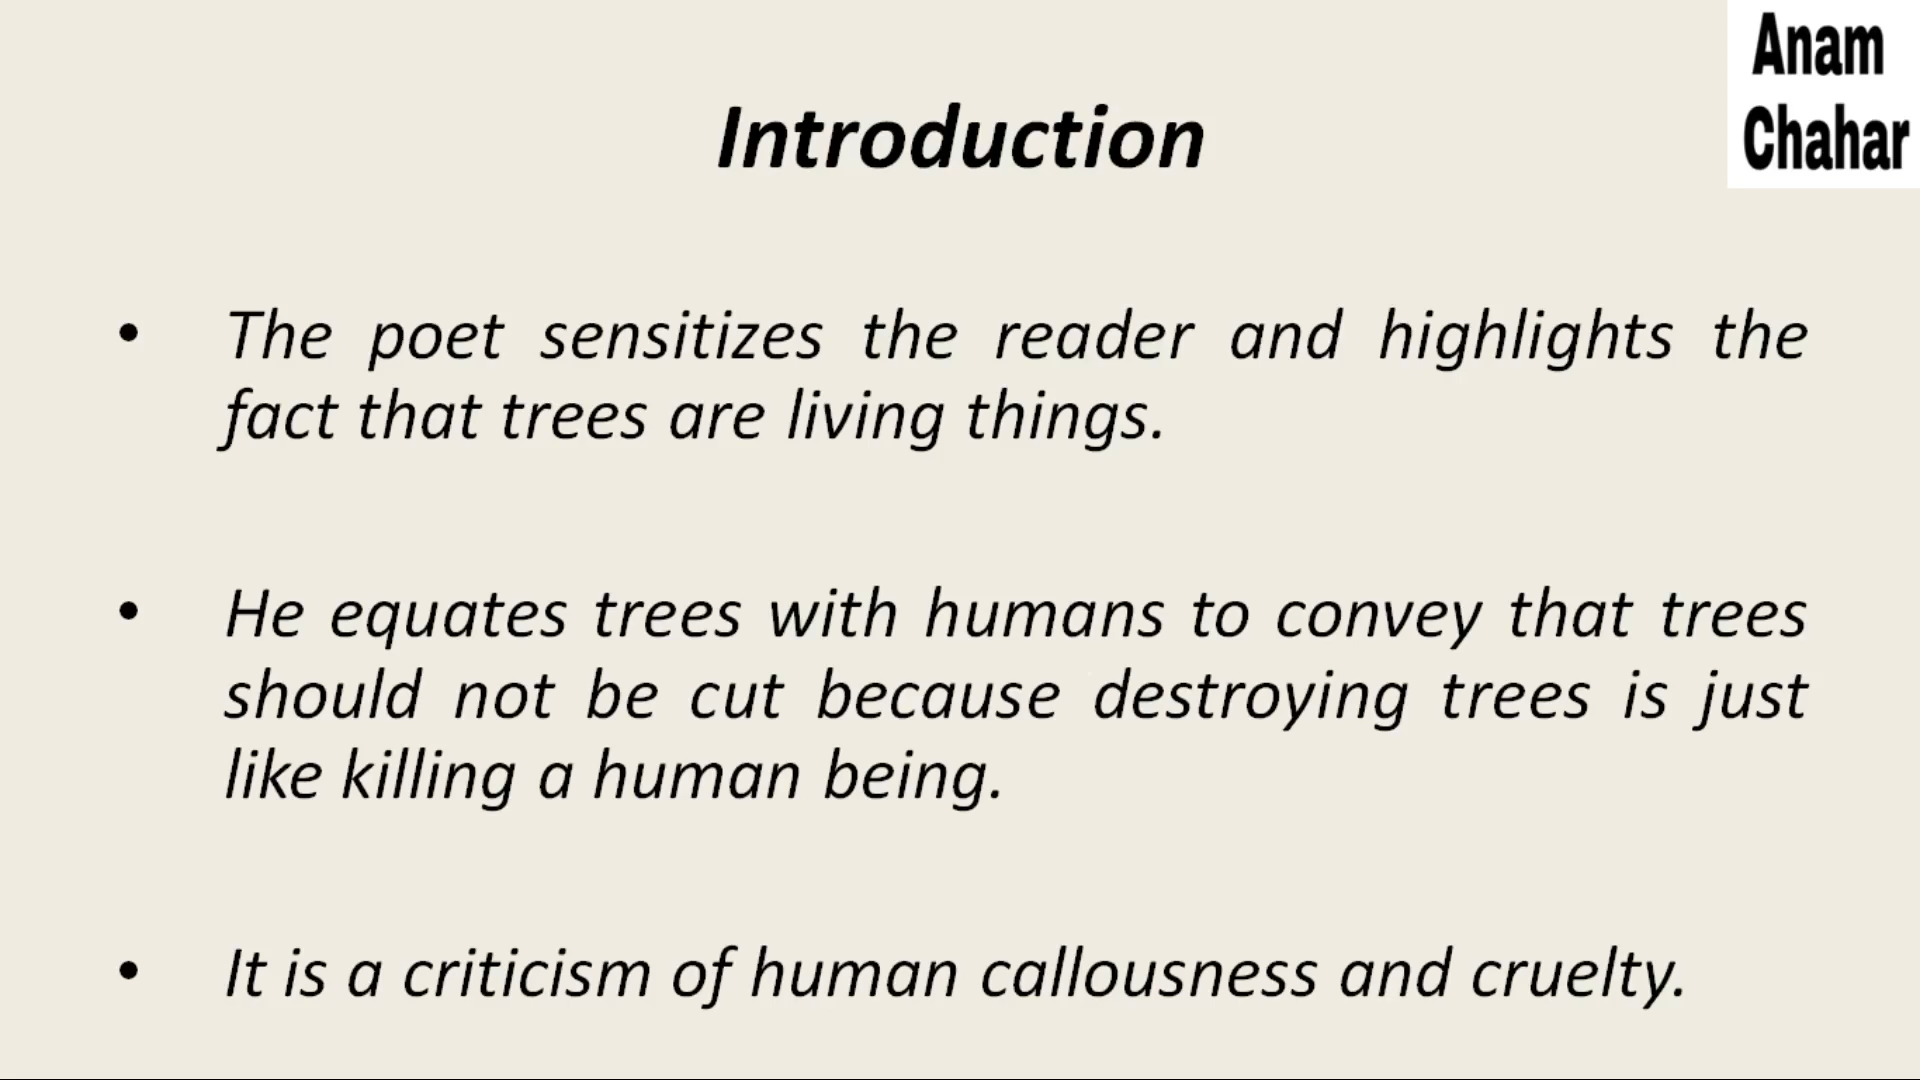 Anam
Chahar
Introduction
• The poet sensitizes the reader and highlights the
fact that trees are living things.
• He equates trees with humans to convey that trees
should not be cut because destroying trees is just
like killing a human being.
• It is a criticism of human callousness and cruelty.